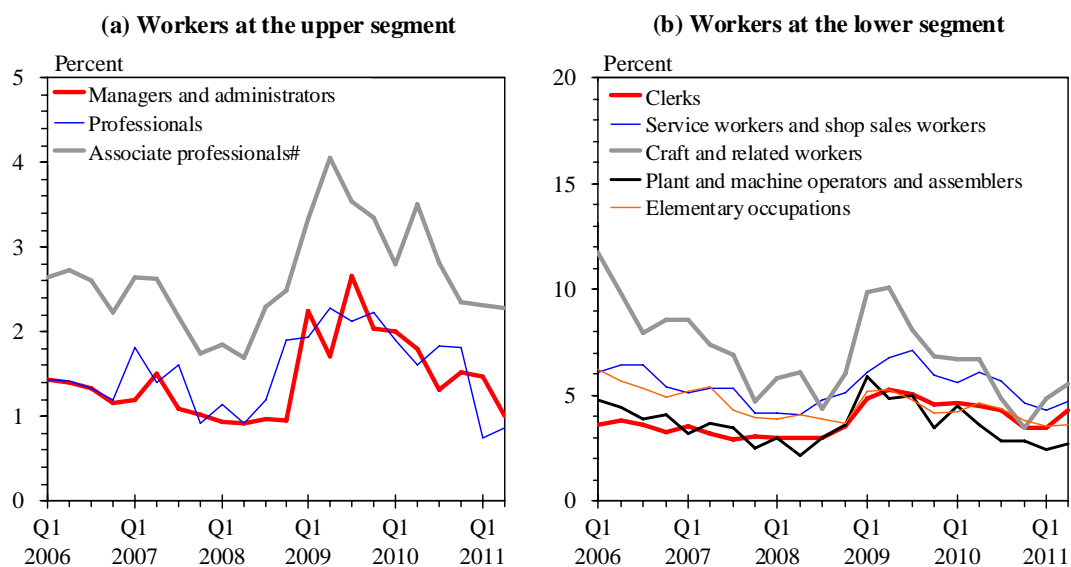 (a) Workers at the upper segment
Percent
5
4
3
2
1
0
Managers and administrators
Professionals
Associate professionals#
Q1 Q1 Q1 Q1 Q1 Q1
2006 2007 2008 2009 2010 2011
(b) Workers at the lower segment
Percent
20
15
10
5
0
Clerks
Service workers and shop sales workers
Craft and related workers
Plant and machine operators and assemblers
Elementary occupations
Q1 Q1 Q1 Q1 Q1 Q1
2006 2007 2008 2009 2010 2011